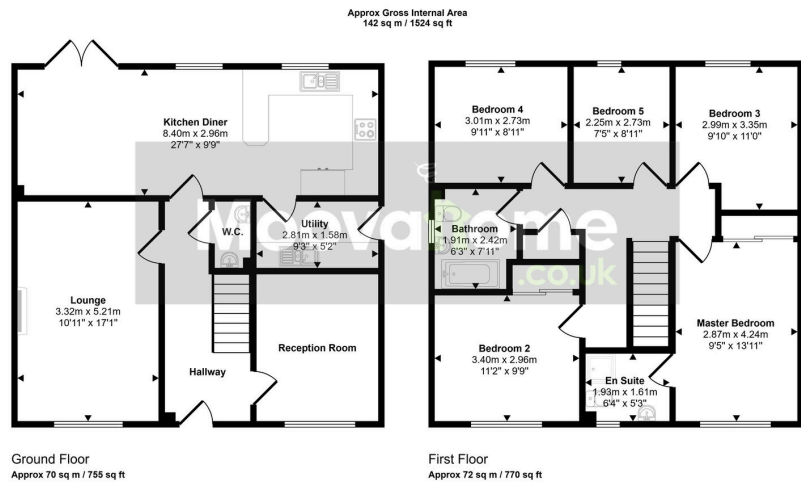 Approx Gross Internal Area
142 sq m / 1524 sq ft
Kitchen Diner
8.40m x 2.96m
27'7" x 9'9"
W.C.
Utility
2.81m x 1.58m
9'3" x 5'2"
Lounge
3.32m x 5.21m
10'11" x 17'1"
Reception Room
Hallway
Ground Floor
Approx 70 sq m / 755 sq ft
Bedroom 4
3.01m x 2.73m
9'11" x 8'11"
Bedroom 5
2.25m x 2.73m
7'5" x 8'11"
Bedroom 3
2.99m x 3.35m
9'10" x 11'0"
Bathroom
1.91m x 2.42m
6'3" x 7'11"
Bedroom 2
3.40m x 2.96m
11'2" x 9'9"
Master Bedroom
2.87m x 4.24m
9'5" x 13'11"
En Suite
1.93m x 1.61m
6'4" x 5'3"
First Floor
Approx 72 sq m / 770 sq ft
.co.uk